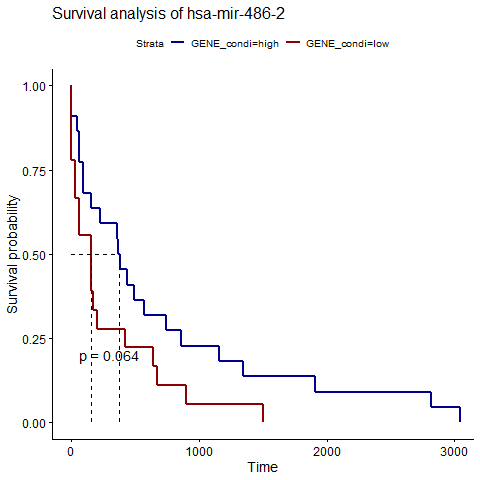 Survival analysis of hsa-mir-486-2
Strata GENE_condi=high GENE_condi=low
Survival probability
1.00
0.75
0.50
0.25
0.00
p = 0.064
0 1000 2000 3000
Time